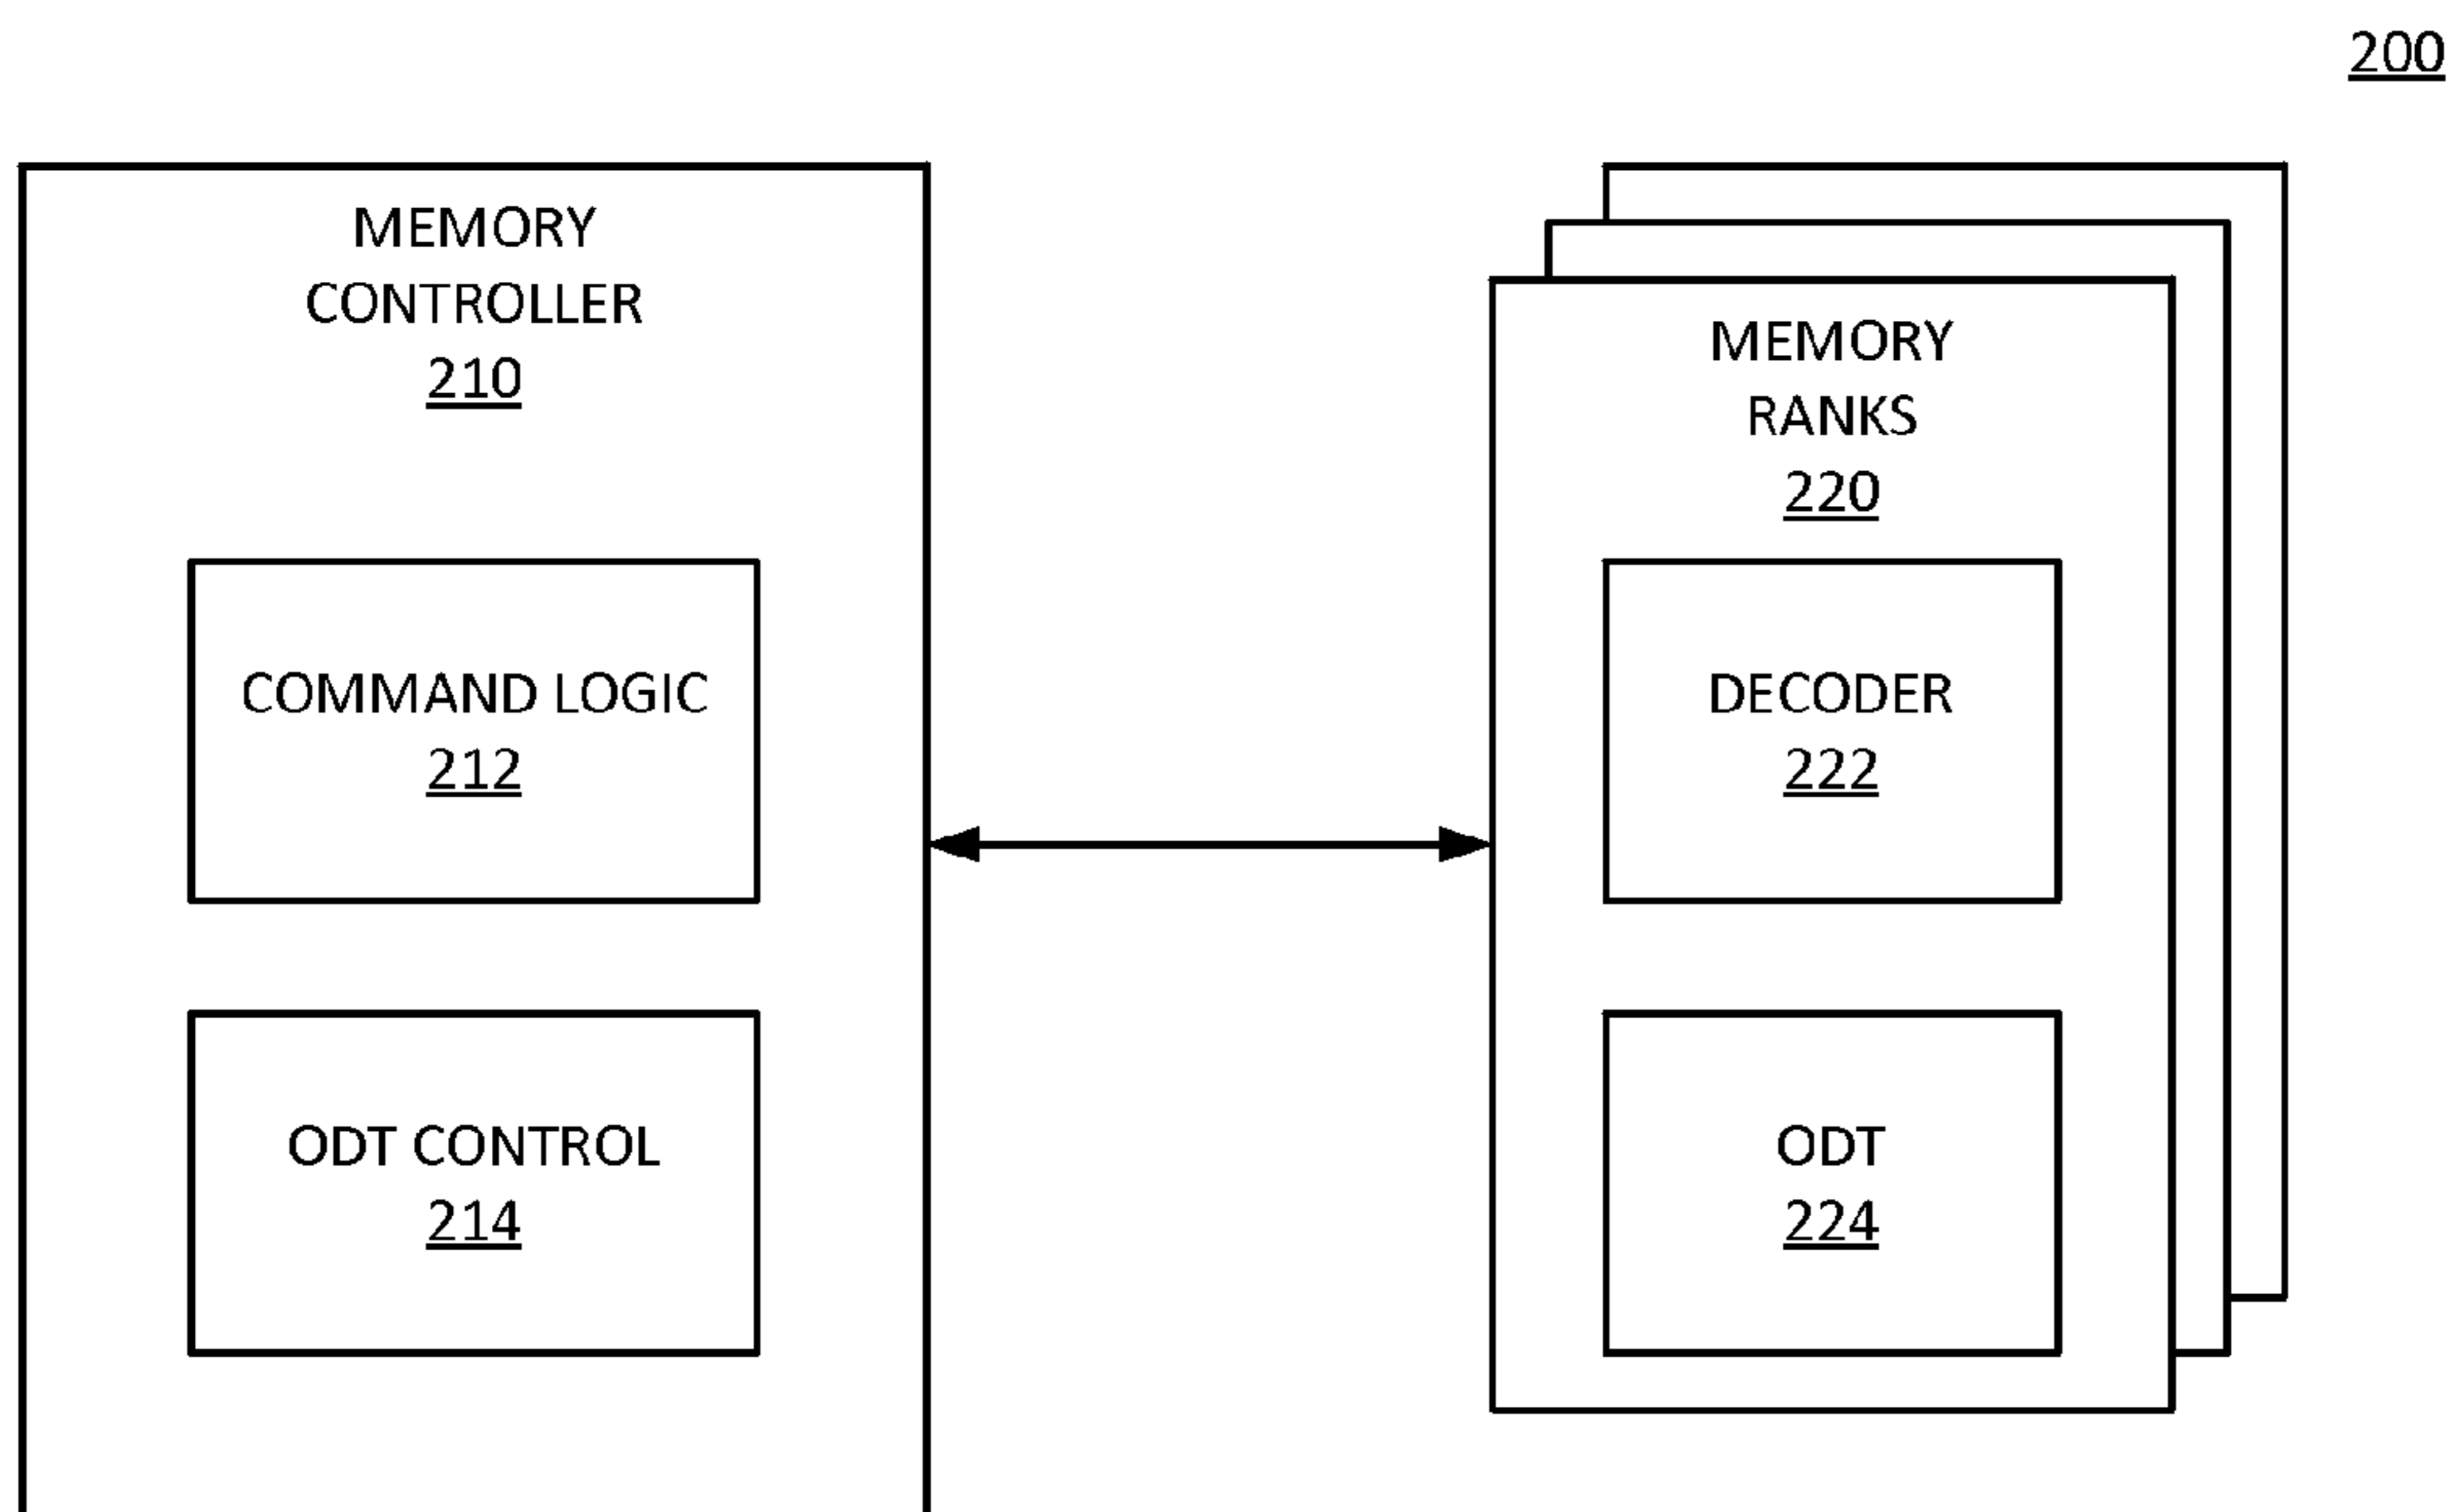 200
MEMORY
CONTROLLER
210
COMMAND LOGIC
212
ODT CONTROL
214
MEMORY
RANKS
220
DECODER
222
ODT
224